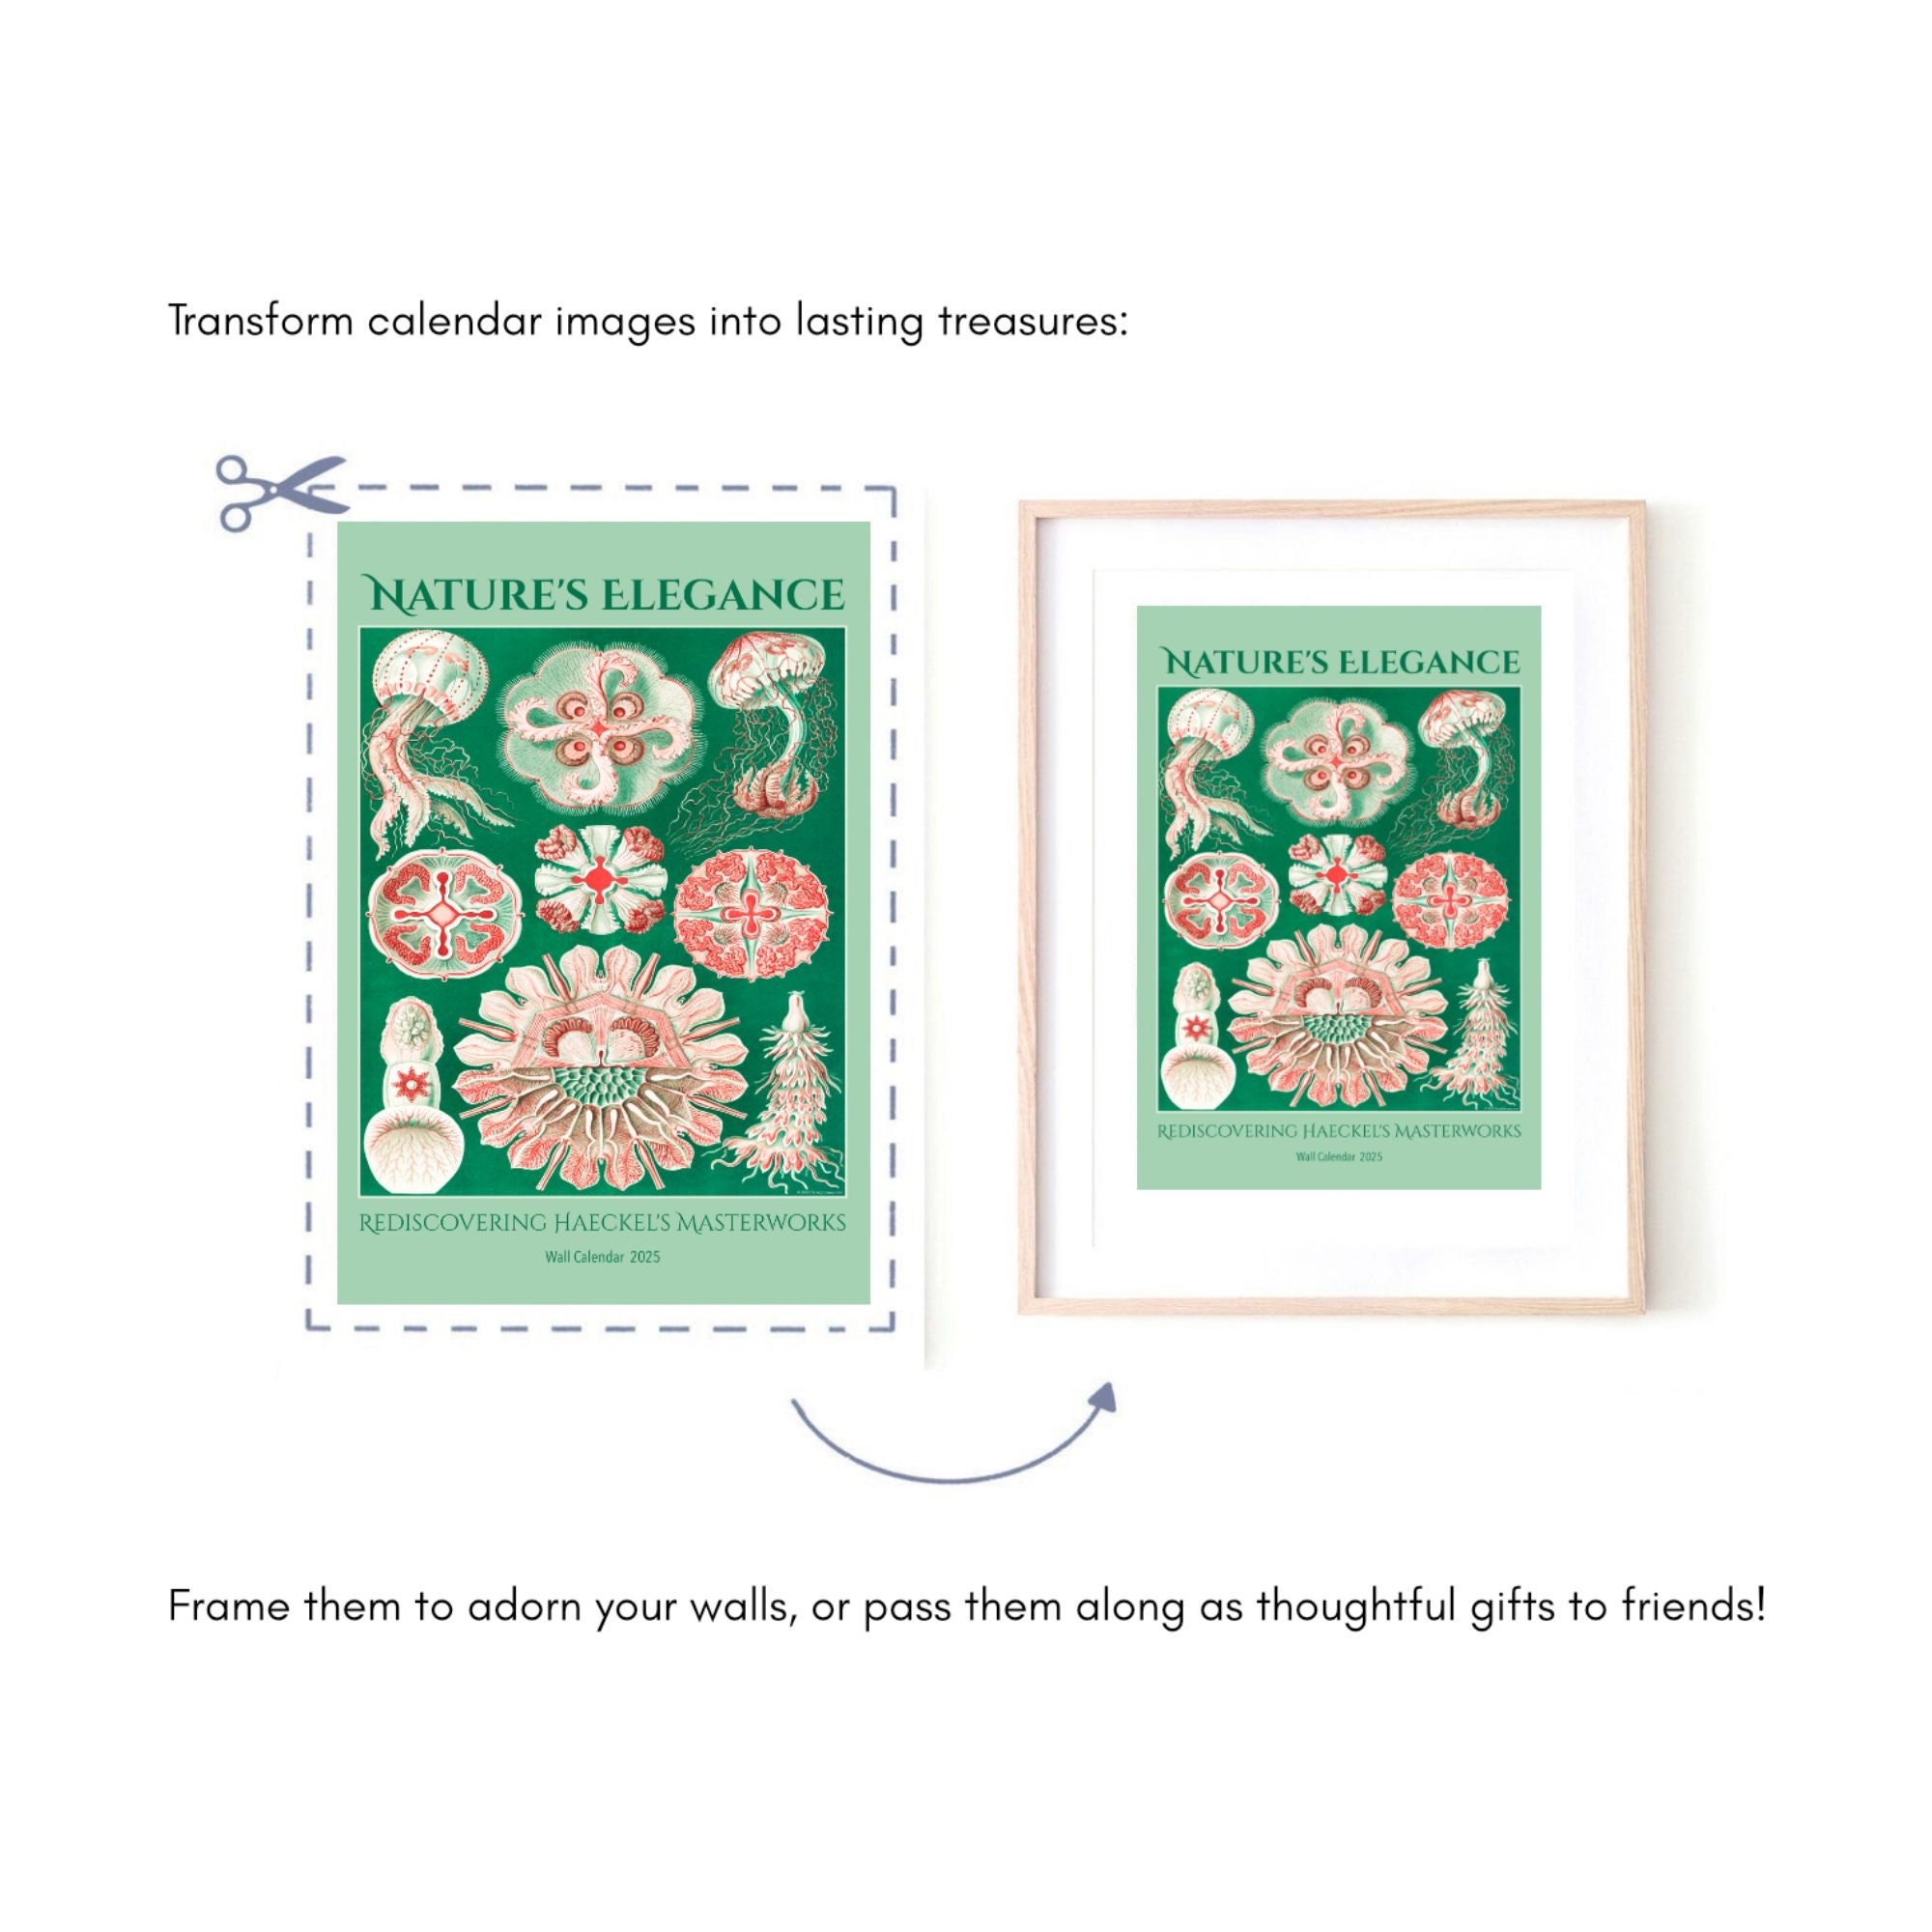 Transform calendar images into lasting treasures:
NATURE'S ELEGANCE
REDISCOVERING HAECKEL'S MASTERWORKS
Wall Calendar 2025
NATURE'S ELEGANCE
REDISCOVERING HAECKEL'S MASTERWORKS
Wall Calendar 2025
Frame them to adorn your walls, or pass them along as thoughtful gifts to friends!